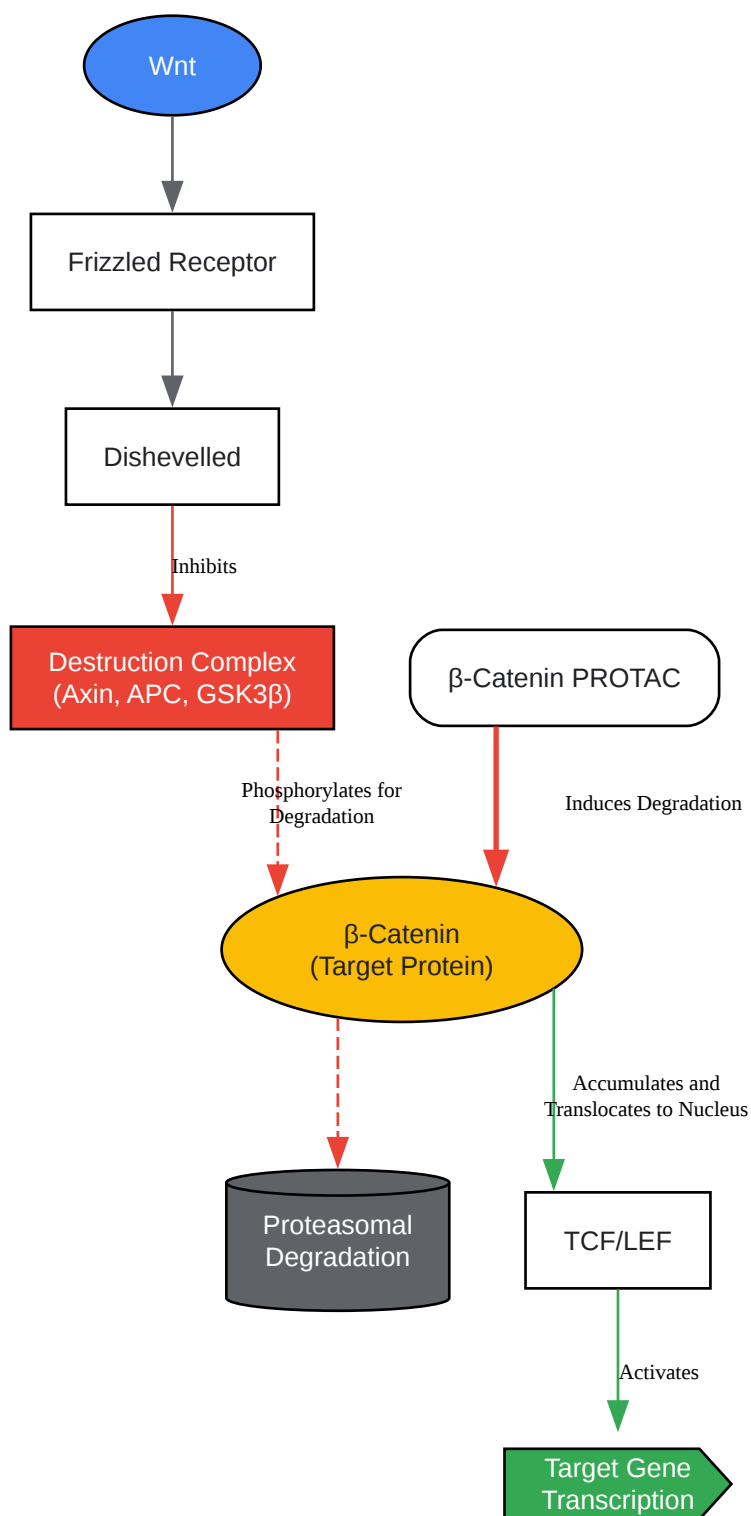 Wnt
Frizzled Receptor
Dishevelled
Inhibits
Destruction Complex
(Axin, APC, GSK3β)
β-Catenin PROTAC
Phosphorylates for
Degradation
Induces Degradation
β-Catenin
(Target Protein)
Accumulates and
Translocates to Nucleus
Proteasomal
Degradation
TCF/LEF
Activates
Target Gene
Transcription